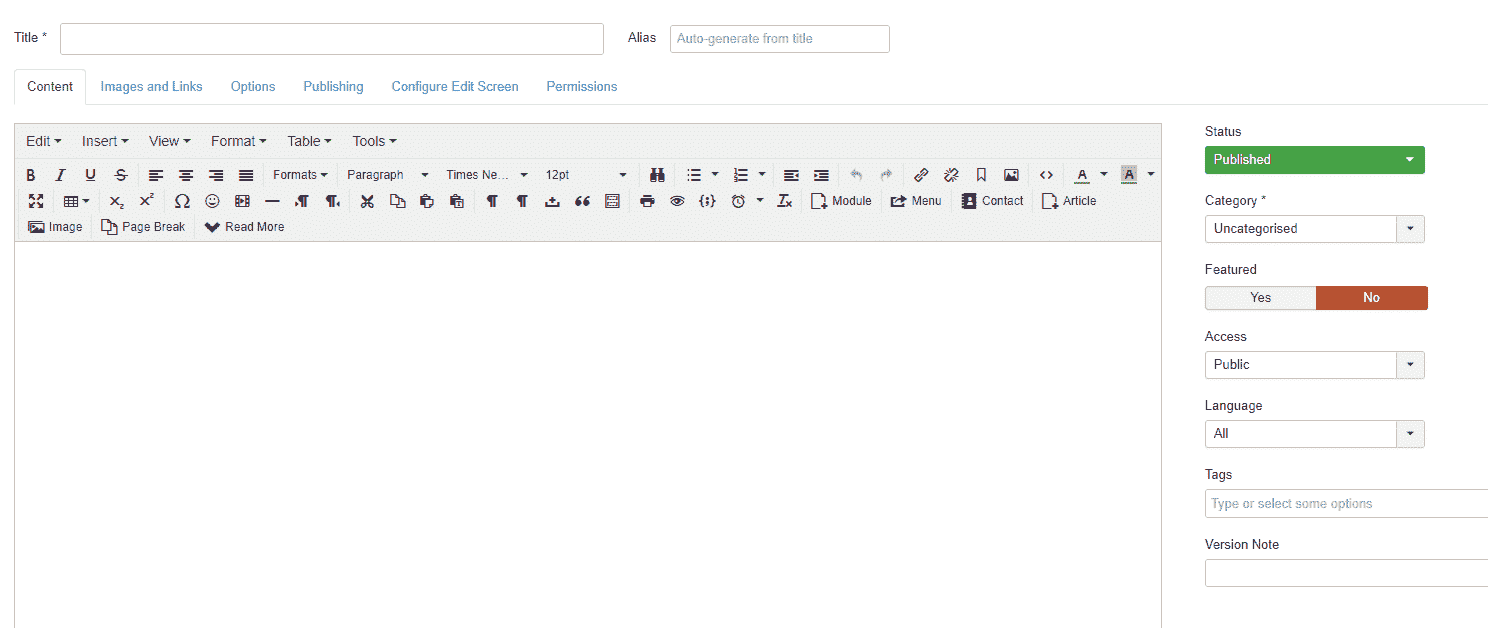 Title * Alias Auto-generate from title
Content Images and Links Options Publishing Configure Edit Screen Permissions
Edit Insert View Format Table Tools
B I U S Formats Paragraph Times Ne... 12pt A A
x₂ x² Ω Module Menu Contact Article
Image Page Break Read More
Status
Published
Category *
Uncategorised
Featured
Yes No
Access
Public
Language
All
Tags
Type or select some options
Version Note